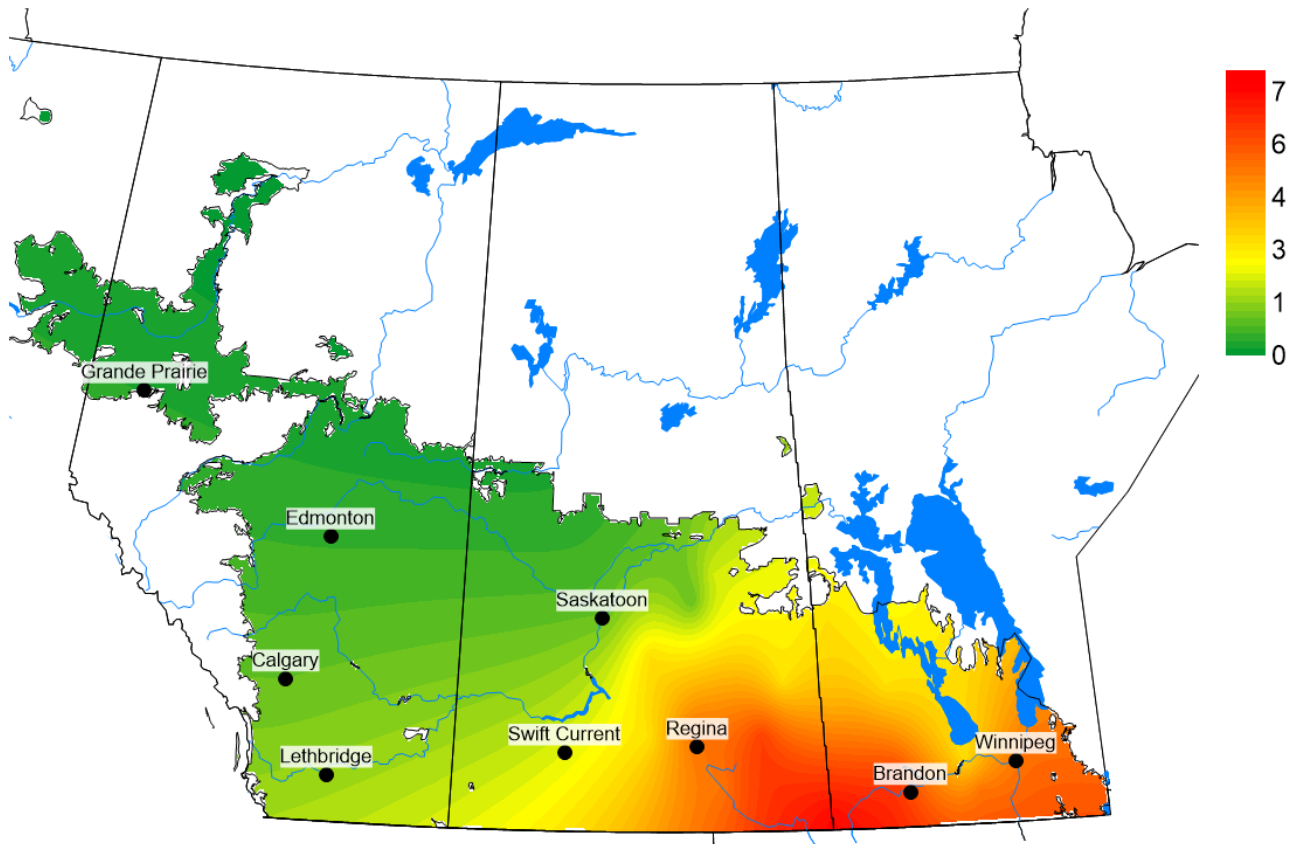 7
6
4
3
1
0
Grande Prairie
Edmonton
Saskatoon
Calgary
Regina
Swift Current
Winnipeg
Lethbridge
Brandon